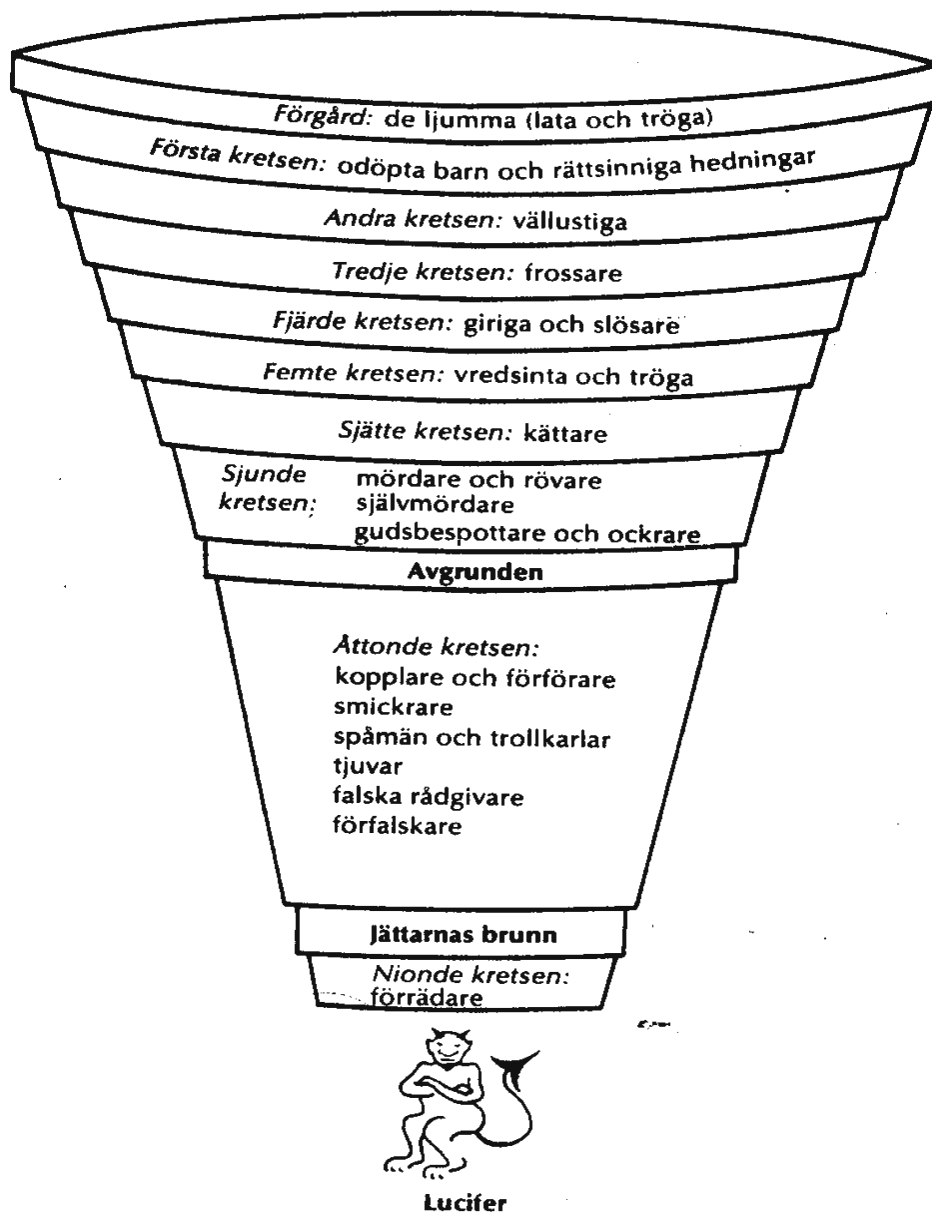 Förgård: de ljumma (lata och tröga)
Första kretsen: odöpta barn och rättsinniga hedningar
Andra kretsen: vällustiga
Tredje kretsen: frossare
Fjärde kretsen: giriga och slösare
Femte kretsen: vredsinta och tröga
Sjätte kretsen: kättare
Sjunde kretsen:
mördare och rövare
självmördare
gudsbespottare och ockrare
Avgrunden
Åttonde kretsen:
kopplare och förförare
smickrare
spåmän och trollkarlar
tjuvar
falska rådgivare
förfalskare
Jättarnas brunn
Nionde kretsen:
förrädare
Lucifer